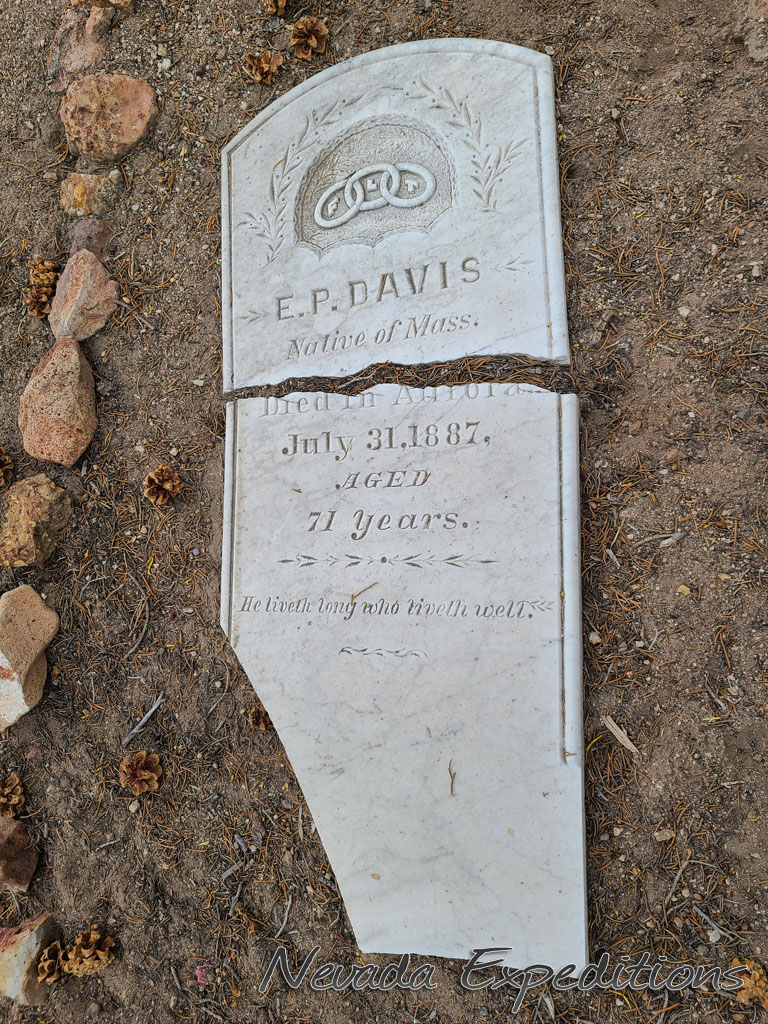 F L T
E.P. DAVIS
Native of Mass.
Died in Aurora
July 31, 1887,
AGED
71 Years.
He liveth long who liveth well.
Nevada Expeditions